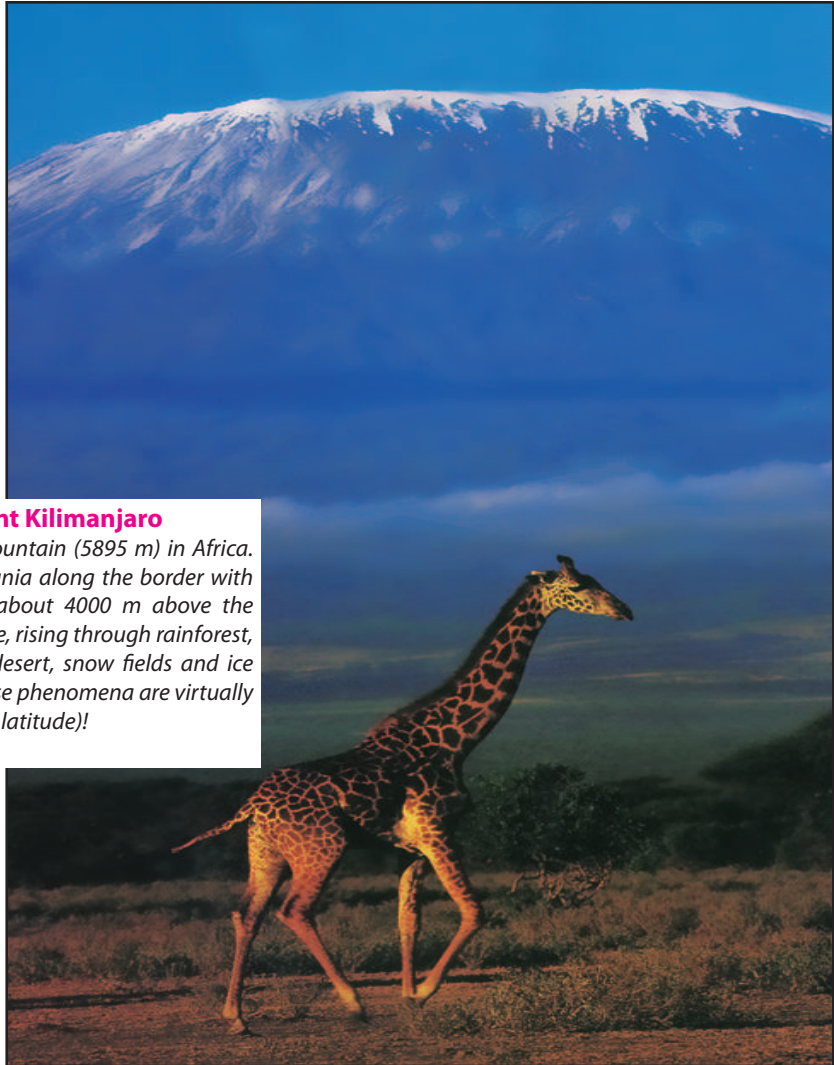 nt Kilimanjaro
ountain (5895 m) in Africa.
nia along the border with
about 4000 m above the
e, rising through rainforest,
desert, snow fields and ice
se phenomena are virtually
latitude)!